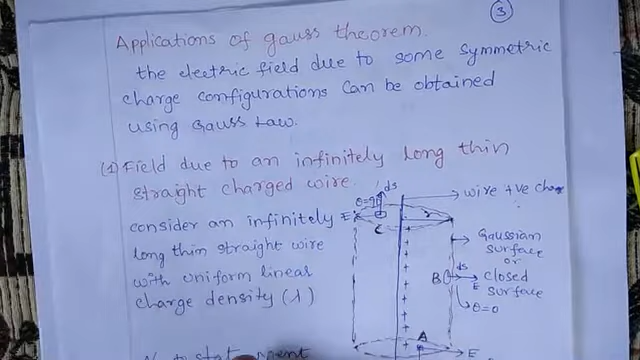 3
Applications of gauss theorem.
the electric field due to some symmetric
charge configurations can be obtained
using Gauss Law.
(1) Field due to an infinitely long thin
straight charged wire.
consider an infinitely
long thin straight wire
with uniform linear
charge density (λ)
ds
E
r
C
wire +ve
Gaussian
surface
or
closed
surface
B
ds
E
θ=0
A
E